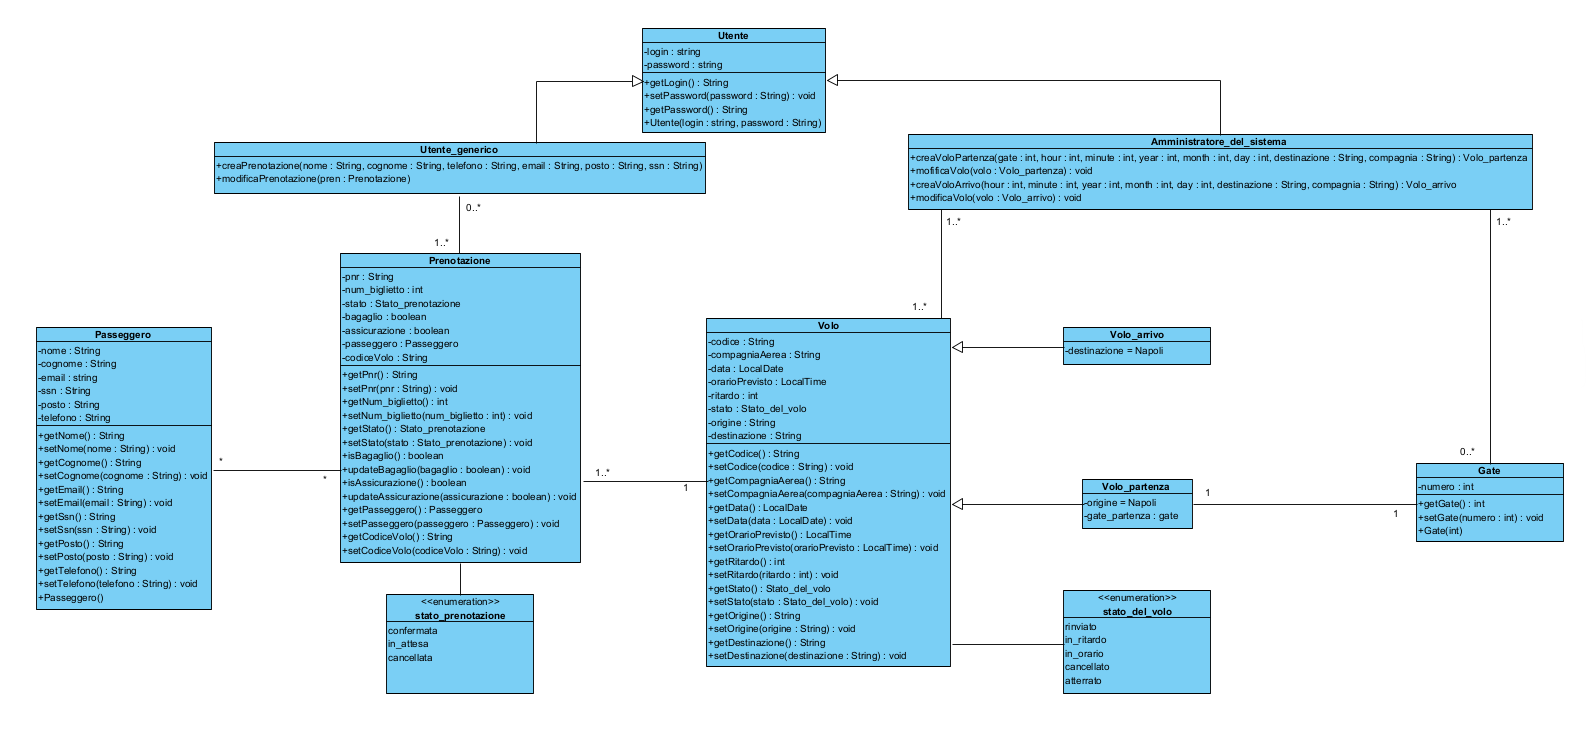 Utente
-login : string
-password : string
+getLogin() : String
+setPassword(password : String) : void
+getPassword() : String
+Utente(login : string, password : String)
Utente_generico
+creaPrenotazione(nome : String, cognome : String, telefono : String, email : String, posto : String, ssn : String)
+modificaPrenotazione(pren : Prenotazione)
Amministratore_del_sistema
+creaVoloPartenza(gate : int, hour : int, minute : int, year : int, month : int, day : int, destinazione : String, compagnia : String) : Volo_partenza
+mofificaVolo(volo : Volo_partenza) : void
+creaVoloArrivo(hour : int, minute : int, year : int, month : int, day : int, destinazione : String, compagnia : String) : Volo_arrivo
+modificaVolo(volo : Volo_arrivo) : void
0..*
1..*
1..*
1..*
1..*
0..*
Prenotazione
-pnr : String
-num_biglietto : int
-stato : Stato_prenotazione
-bagaglio : boolean
-assicurazione : boolean
-passeggero : Passeggero
-codiceVolo : String
+getPnr() : String
+setPnr(pnr : String) : void
+getNum_biglietto() : int
+setNum_biglietto(num_biglietto : int) : void
+getStato() : Stato_prenotazione
+setStato(stato : Stato_prenotazione) : void
+isBagaglio() : boolean
+updateBagaglio(bagaglio : boolean) : void
+isAssicurazione() : boolean
+updateAssicurazione(assicurazione : boolean) : void
+getPasseggero() : Passeggero
+setPasseggero(passeggero : Passeggero) : void
+getCodiceVolo() : String
+setCodiceVolo(codiceVolo : String) : void
Passeggero
-nome : String
-cognome : String
-email : string
-ssn : String
-posto : String
-telefono : String
+getNome() : String
+setNome(nome : String) : void
+getCognome() : String
+setCognome(cognome : String) : void
+getEmail() : String
+setEmail(email : String) : void
+getSsn() : String
+setSsn(ssn : String) : void
+getPosto() : String
+setPosto(posto : String) : void
+getTelefono() : String
+setTelefono(telefono : String) : void
+Passeggero()
*
*
1..*
1
Volo
-codice : String
-compagniaAerea : String
-data : LocalDate
-orarioPrevisto : LocalTime
-ritardo : int
-stato : Stato_del_volo
-origine : String
-destinazione : String
+getCodice() : String
+setCodice(codice : String) : void
+getCompagniaAerea() : String
+setCompagniaAerea(compagniaAerea : String) : void
+getData() : LocalDate
+setData(data : LocalDate) : void
+getOrarioPrevisto() : LocalTime
+setOrarioPrevisto(orarioPrevisto : LocalTime) : void
+getRitardo() : int
+setRitardo(ritardo : int) : void
+getStato() : Stato_del_volo
+setStato(stato : Stato_del_volo) : void
+getOrigine() : String
+setOrigine(origine : String) : void
+getDestinazione() : String
+setDestinazione(destinazione : String) : void
Volo_arrivo
-destinazione = Napoli
Volo_partenza
-origine = Napoli
-gate_partenza : gate
1
1
Gate
-numero : int
+getGate() : int
+setGate(numero : int) : void
+Gate(int)
<<enumeration>>
stato_prenotazione
confermata
in_attesa
cancellata
<<enumeration>>
stato_del_volo
rinviato
in_ritardo
in_orario
cancellato
atterrato